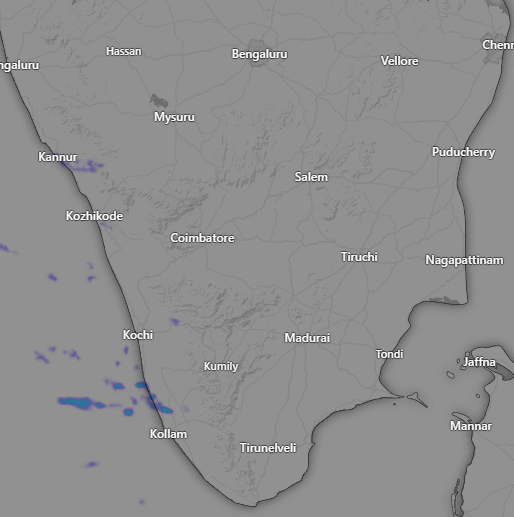 Hassan
Bengaluru
Chenn
ngaluru
Vellore
Mysuru
Kannur
Puducherry
Salem
Kozhikode
Coimbatore
Tiruchi
Nagapattinam
Kochi
Madurai
Tondi
Kumily
Jaffna
Kollam
Mannar
Tirunelveli